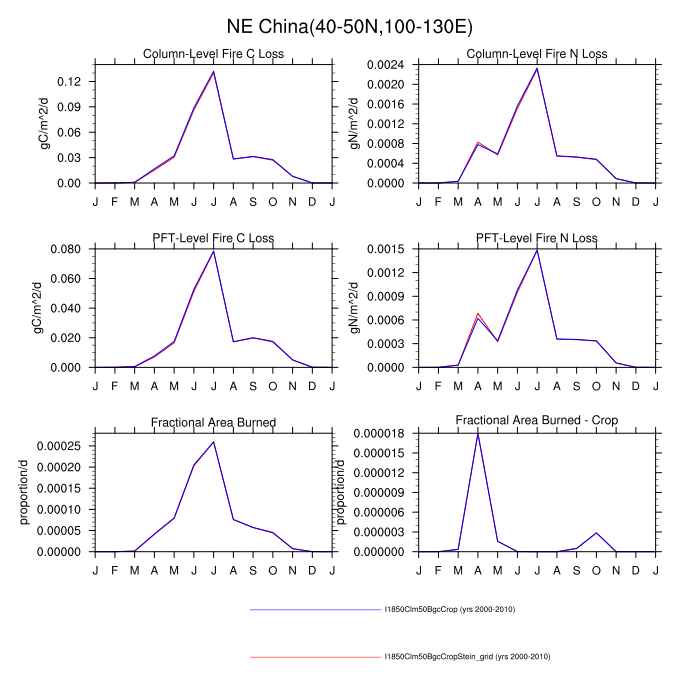 NE China(40-50N,100-130E)
Column-Level Fire C Loss
gC/m^2/d
0.12
0.09
0.06
0.03
0.00
J F M A M J J A S O N D J
Column-Level Fire N Loss
gN/m^2/d
0.0024
0.0020
0.0016
0.0012
0.0008
0.0004
0.0000
J F M A M J J A S O N D J
PFT-Level Fire C Loss
gC/m^2/d
0.080
0.060
0.040
0.020
0.000
J F M A M J J A S O N D J
PFT-Level Fire N Loss
gN/m^2/d
0.0015
0.0012
0.0009
0.0006
0.0003
0.0000
J F M A M J J A S O N D J
Fractional Area Burned
proportion/d
0.00025
0.00020
0.00015
0.00010
0.00005
0.00000
J F M A M J J A S O N D J
Fractional Area Burned - Crop
proportion/d
0.000018
0.000015
0.000012
0.000009
0.000006
0.000003
0.000000
J F M A M J J A S O N D J
I1850Clm50BgcCrop (yrs 2000-2010)
I1850Clm50BgcCropStein_grid (yrs 2000-2010)